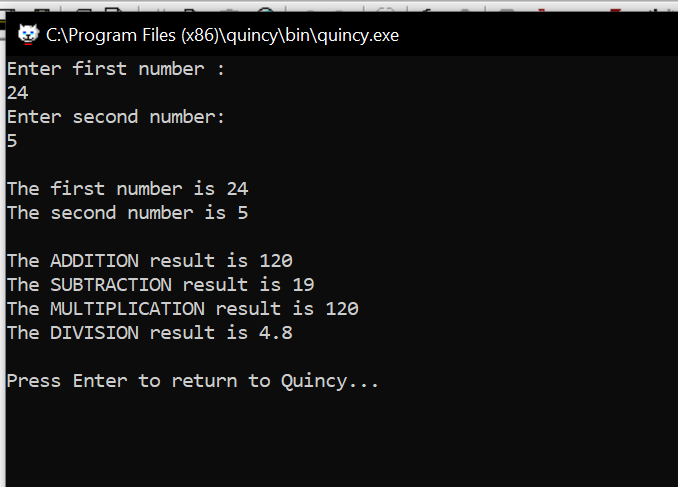 C:\Program Files (x86)\quincy\bin\quincy.exe
Enter first number :
24
Enter second number:
5
The first number is 24
The second number is 5
The ADDITION result is 120
The SUBTRACTION result is 19
The MULTIPLICATION result is 120
The DIVISION result is 4.8
Press Enter to return to Quincy...